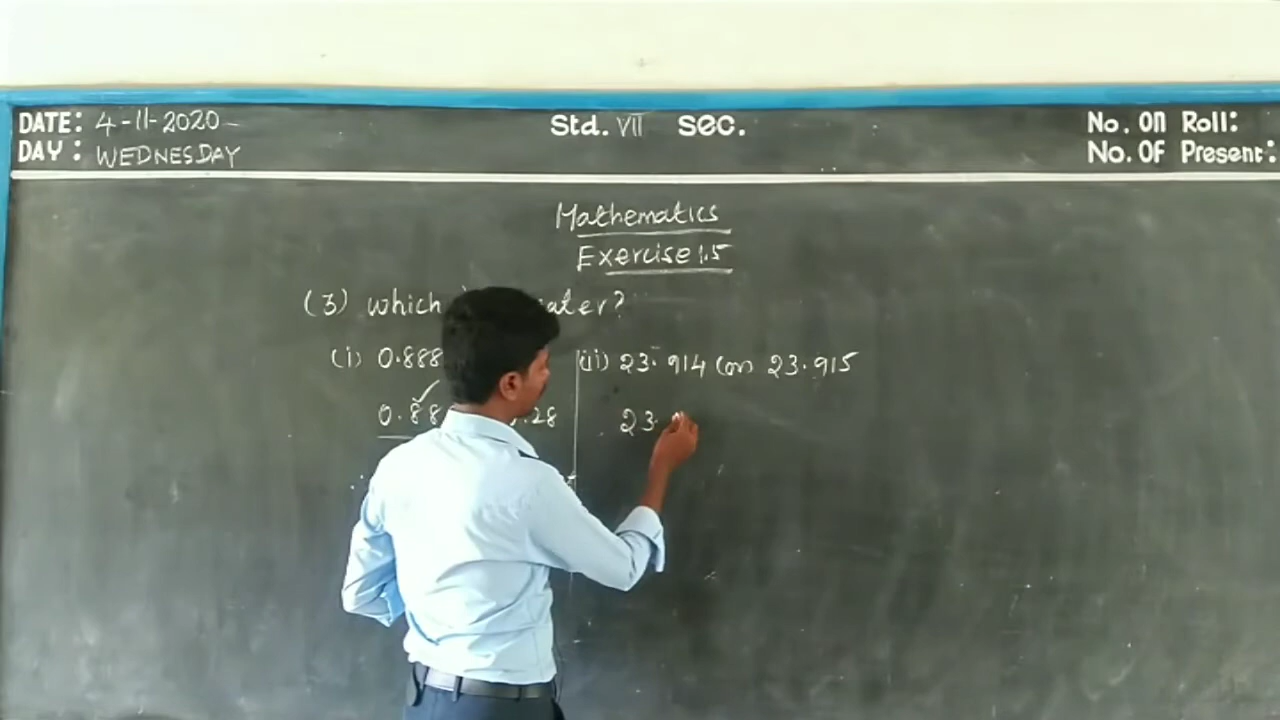 DATE: 4-11-2020
DAY: WEDNESDAY
Std. VII Sec.
No. On Roll:
No. Of Present:
Mathematics
Exercise 1.5
(3) which
(i) 0.888
(ii) 23.914 (or) 23.915
0.88 .28
23.